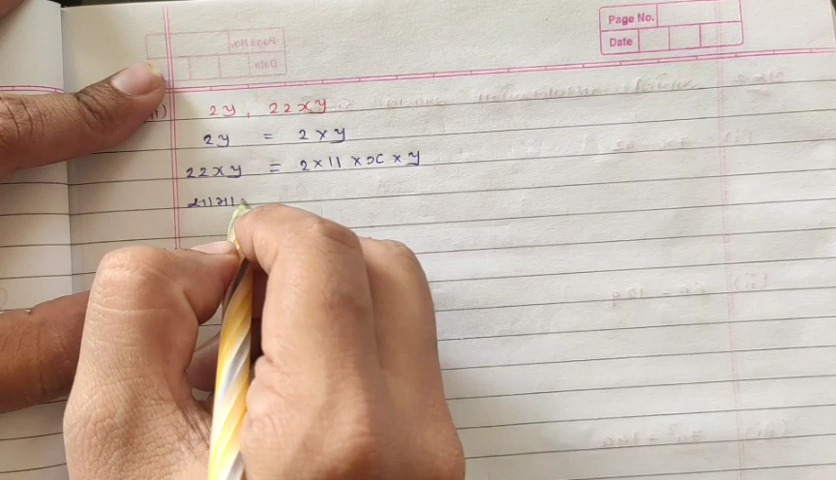 Page No.
Date
ii) 2y , 22xy
2y = 2 × y
22xy = 2 × 11 × x × y